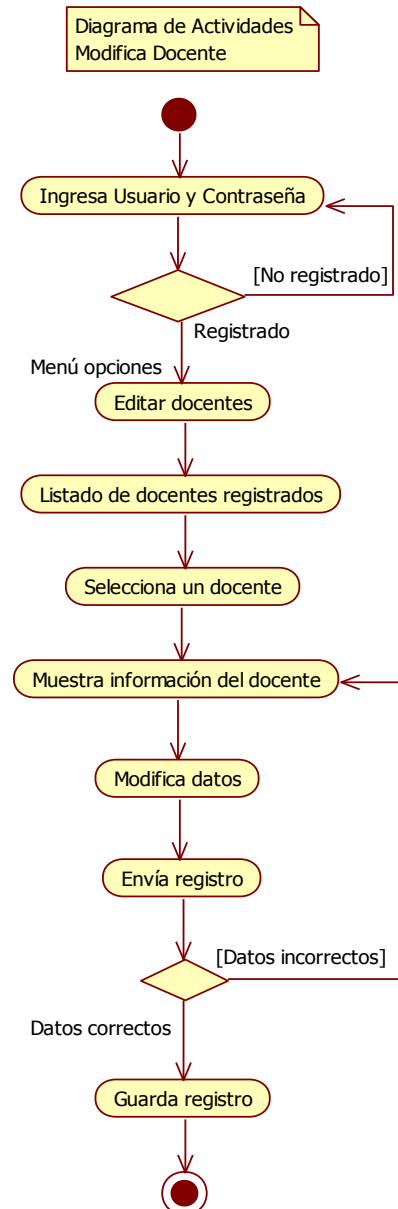 Diagrama de Actividades
Modifica Docente
Ingresa Usuario y Contraseña
[No registrado]
Registrado
Menú opciones
Editar docentes
Listado de docentes registrados
Selecciona un docente
Muestra información del docente
Modifica datos
Envía registro
[Datos incorrectos]
Datos correctos
Guarda registro